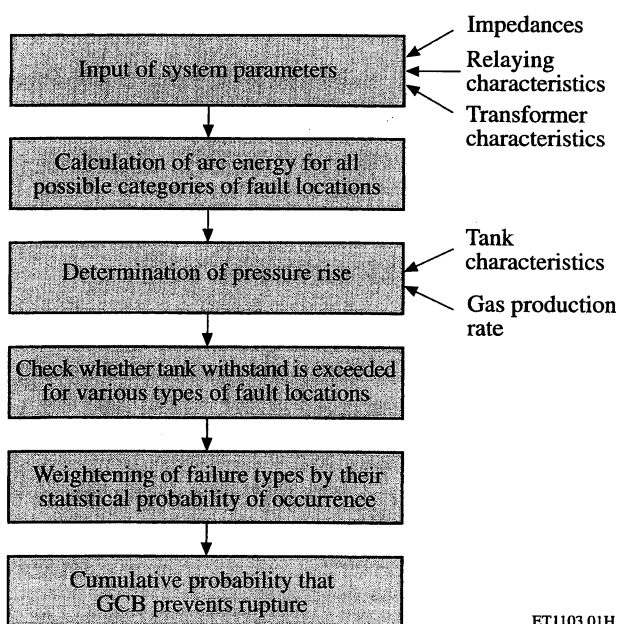 Impedances
Input of system parameters
Relaying
characteristics
Transformer
characteristics
Calculation of arc energy for all
possible categories of fault locations
Determination of pressure rise
Tank
characteristics
Gas production
rate
Check whether tank withstand is exceeded
for various types of fault locations
Weightening of failure types by their
statistical probability of occurrence
Cumulative probability that
GCB prevents rupture
ET1103.01H